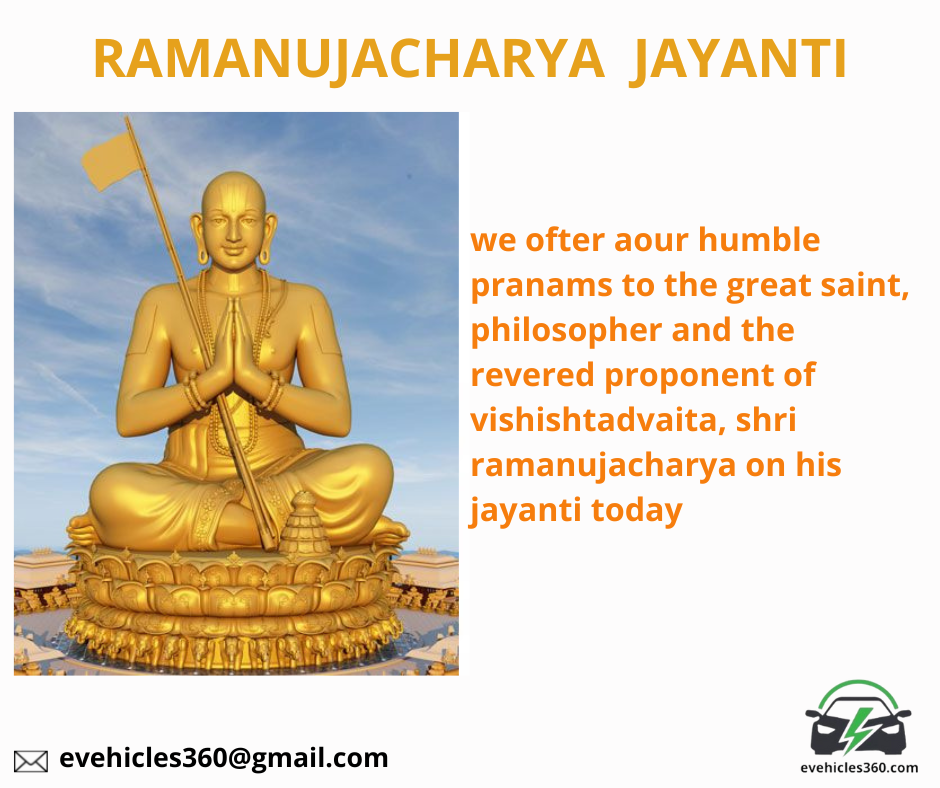 RAMANUJACHARYA JAYANTI
we ofter aour humble
pranams to the great saint,
philosopher and the
revered proponent of
vishishtadvaita, shri
ramanujacharya on his
jayanti today
evehicles360@gmail.com
evehicles360.com